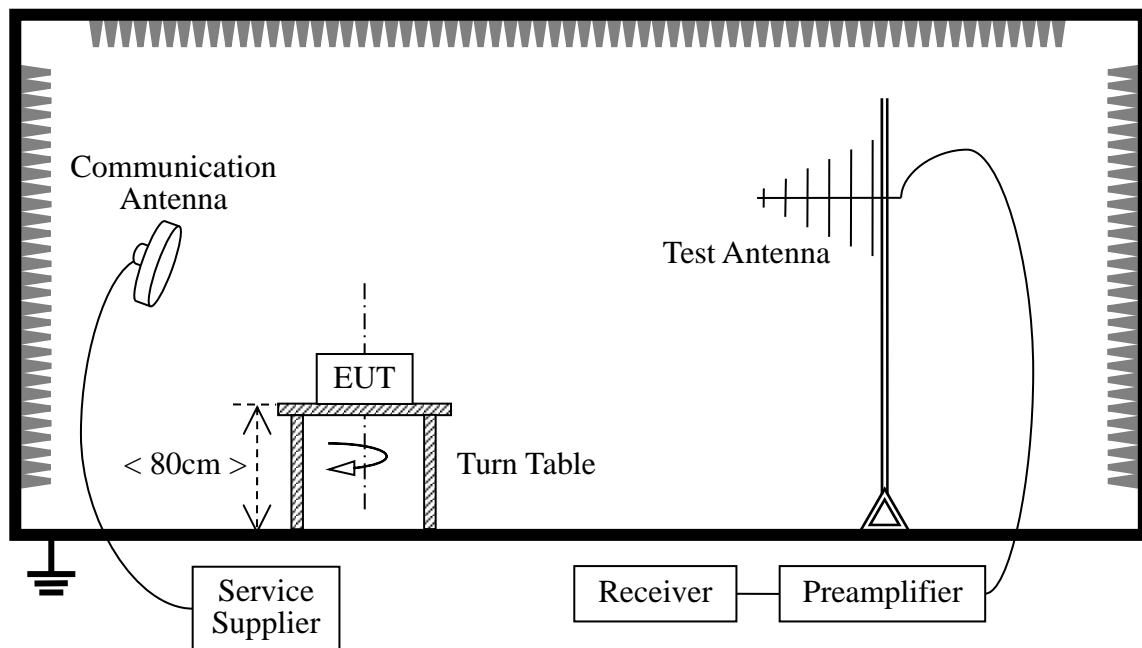 Communication
Antenna
Test Antenna
EUT
< 80cm >
Turn Table
Service
Supplier
Receiver
Preamplifier